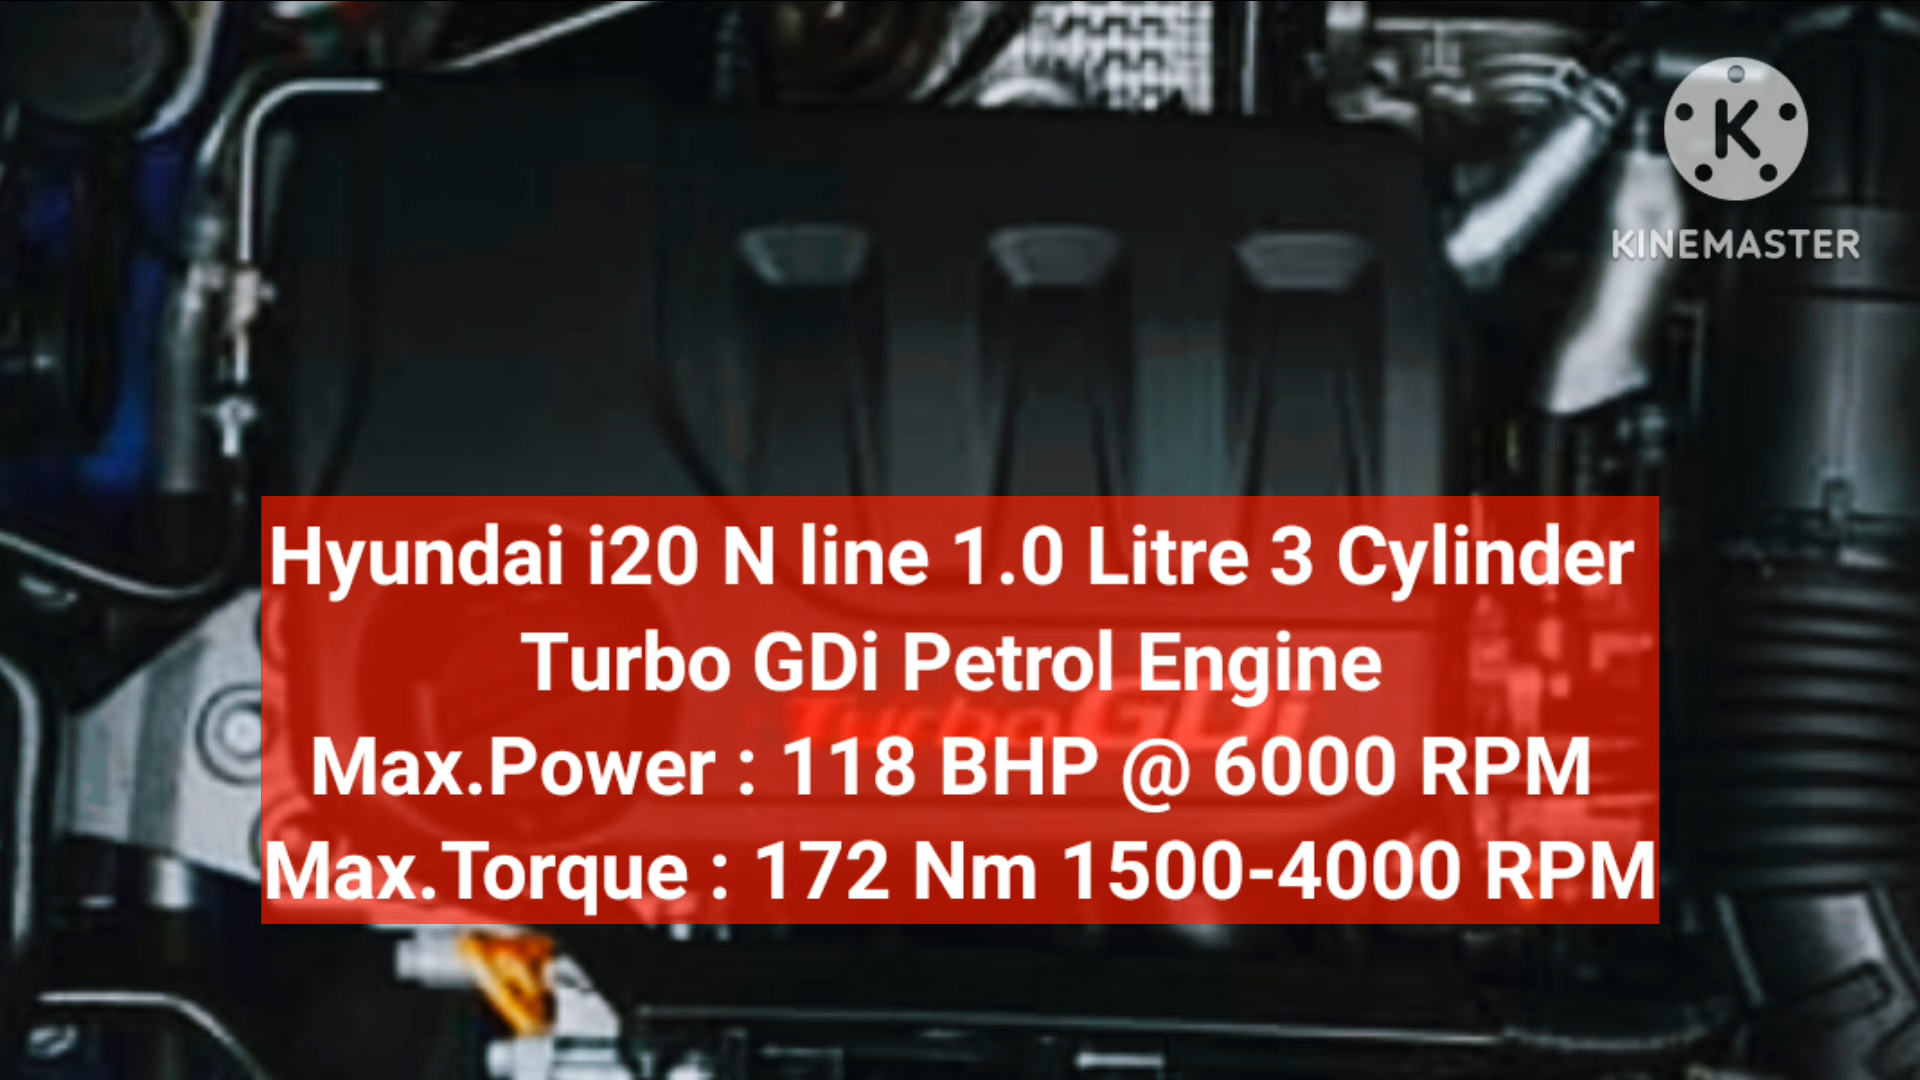 K
KINEMASTER
Hyundai i20 N line 1.0 Litre 3 Cylinder
Turbo GDi Petrol Engine
TurboGDi
Max.Power : 118 BHP @ 6000 RPM
Max.Torque : 172 Nm 1500-4000 RPM